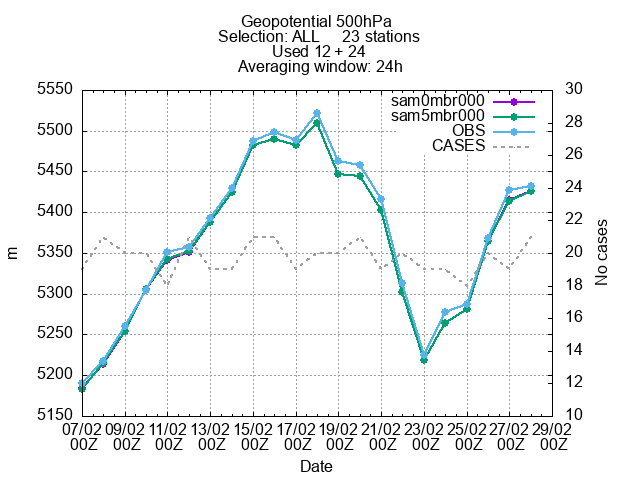 Geopotential 500hPa
Selection: ALL 23 stations
Used 12 + 24
Averaging window: 24h
sam0mbr000
sam5mbr000
OBS
CASES
5550
5500
5450
5400
5350
5300
5250
5200
5150
m
30
28
26
24
22
20
18
16
14
12
10
No cases
07/02 09/02 11/02 13/02 15/02 17/02 19/02 21/02 23/02 25/02 27/02 29/02
00Z 00Z 00Z 00Z 00Z 00Z 00Z 00Z 00Z 00Z 00Z 00Z
Date